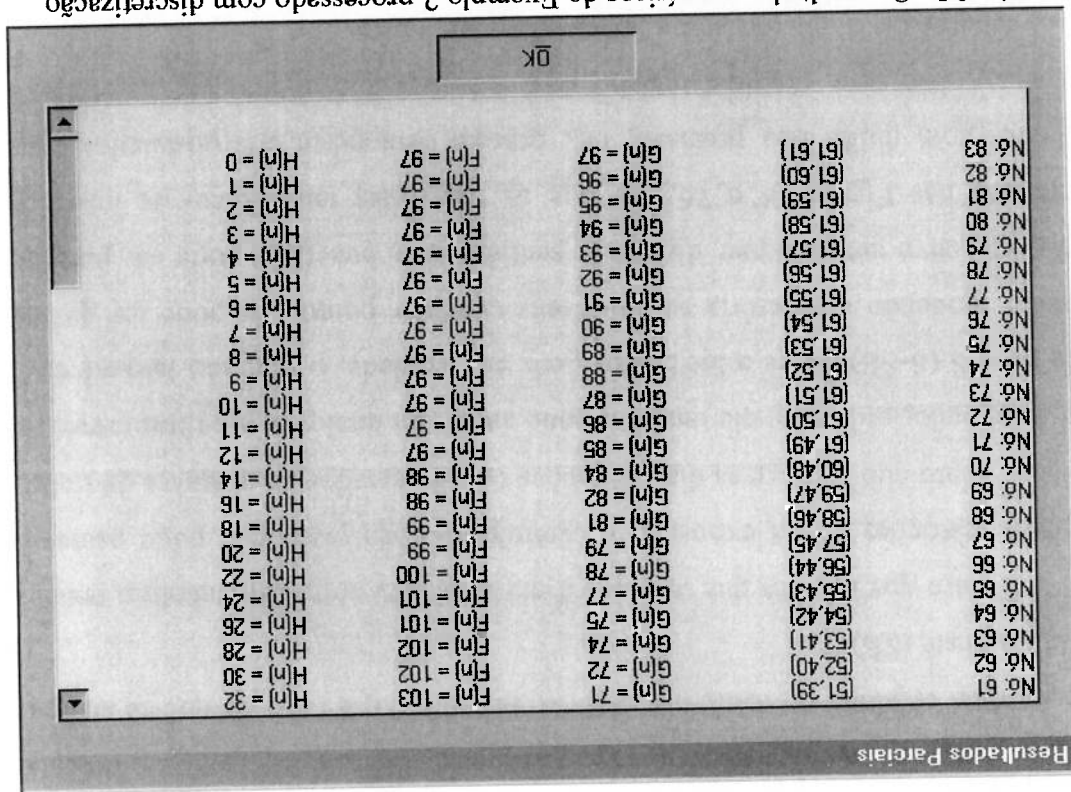 Resultados Parciais
Nó: 61 (51,39) G(n) = 71 F(n) = 103 H(n) = 32
Nó: 62 (52,40) G(n) = 72 F(n) = 102 H(n) = 30
Nó: 63 (53,41) G(n) = 74 F(n) = 102 H(n) = 28
Nó: 64 (54,42) G(n) = 75 F(n) = 101 H(n) = 26
Nó: 65 (55,43) G(n) = 77 F(n) = 101 H(n) = 24
Nó: 66 (56,44) G(n) = 78 F(n) = 100 H(n) = 22
Nó: 67 (57,45) G(n) = 79 F(n) = 99 H(n) = 20
Nó: 68 (58,46) G(n) = 81 F(n) = 99 H(n) = 18
Nó: 69 (59,47) G(n) = 82 F(n) = 98 H(n) = 16
Nó: 70 (60,48) G(n) = 84 F(n) = 98 H(n) = 14
Nó: 71 (61,49) G(n) = 85 F(n) = 97 H(n) = 12
Nó: 72 (61,50) G(n) = 86 F(n) = 97 H(n) = 11
Nó: 73 (61,51) G(n) = 87 F(n) = 97 H(n) = 10
Nó: 74 (61,52) G(n) = 88 F(n) = 97 H(n) = 9
Nó: 75 (61,53) G(n) = 89 F(n) = 97 H(n) = 8
Nó: 76 (61,54) G(n) = 90 F(n) = 97 H(n) = 7
Nó: 77 (61,55) G(n) = 91 F(n) = 97 H(n) = 6
Nó: 78 (61,56) G(n) = 92 F(n) = 97 H(n) = 5
Nó: 79 (61,57) G(n) = 93 F(n) = 97 H(n) = 4
Nó: 80 (61,58) G(n) = 94 F(n) = 97 H(n) = 3
Nó: 81 (61,59) G(n) = 95 F(n) = 97 H(n) = 2
Nó: 82 (61,60) G(n) = 96 F(n) = 97 H(n) = 1
Nó: 83 (61,61) G(n) = 97 F(n) = 97 H(n) = 0
OK
do Exemplo 2 processado com discretização